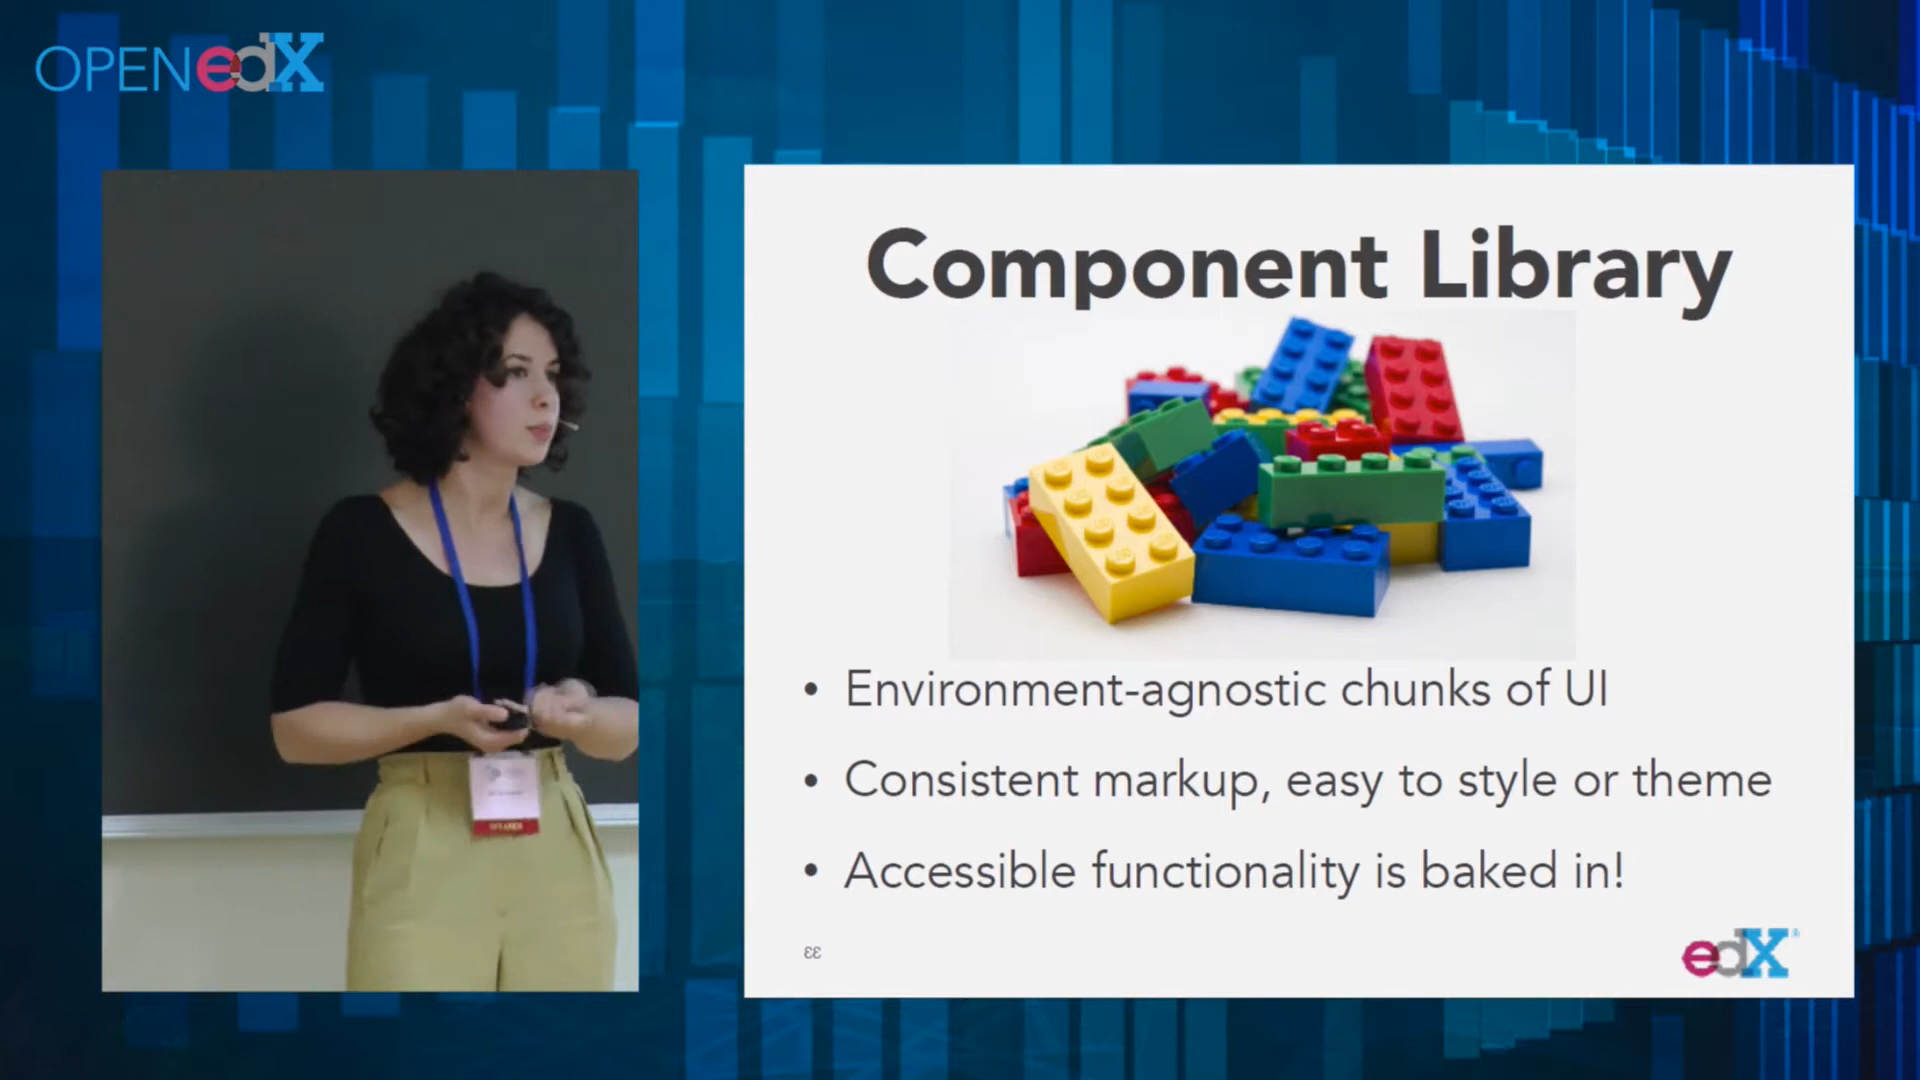 OPENedX
Component Library
• Environment-agnostic chunks of UI
• Consistent markup, easy to style or theme
• Accessible functionality is baked in!
edX